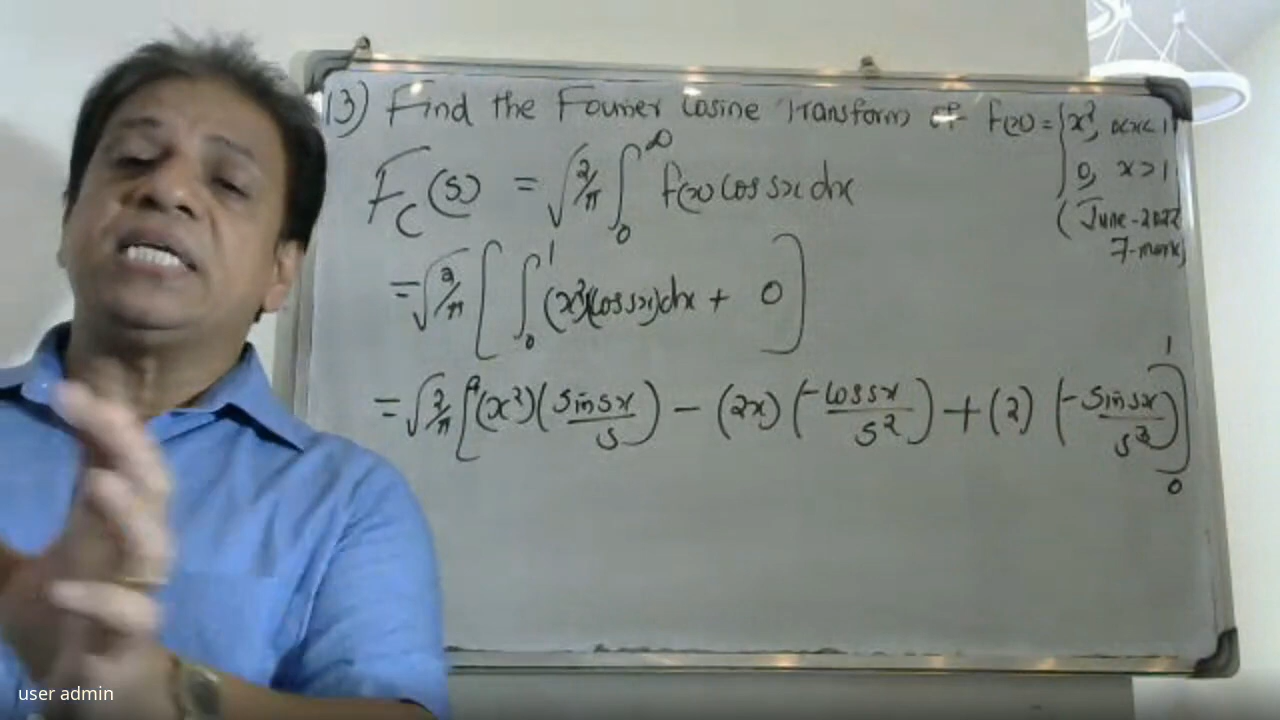 13) Find the Fourier Cosine Transform of f(x) = { x², 0<x<1
0, x>1
(June-2022
7-mark)
F_C(s) = √(2/π) ∫₀^∞ f(x) Cos sx dx
= √(2/π) [ ∫₀¹ (x²)(cos sx) dx + 0 ]
= √(2/π) [ (x²)(sin sx / s) − (2x)(−cos sx / s²) + (2)(−sin sx / s³) ]₀¹
user admin